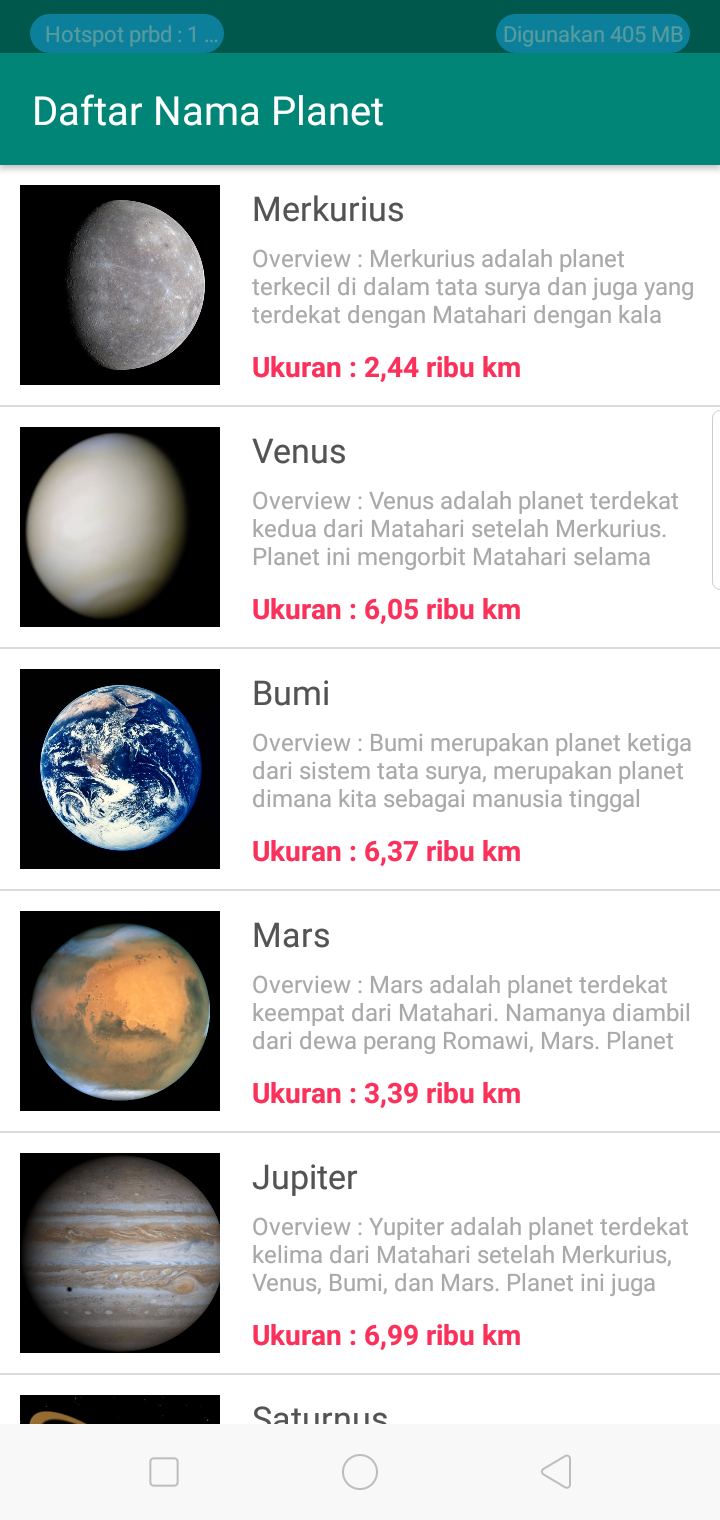 Hotspot prbd : 1 ...
Digunakan 405 MB
Daftar Nama Planet
Merkurius
Overview : Merkurius adalah planet
terkecil di dalam tata surya dan juga yang
terdekat dengan Matahari dengan kala
Ukuran : 2,44 ribu km
Venus
Overview : Venus adalah planet terdekat
kedua dari Matahari setelah Merkurius.
Planet ini mengorbit Matahari selama
Ukuran : 6,05 ribu km
Bumi
Overview : Bumi merupakan planet ketiga
dari sistem tata surya, merupakan planet
dimana kita sebagai manusia tinggal
Ukuran : 6,37 ribu km
Mars
Overview : Mars adalah planet terdekat
keempat dari Matahari. Namanya diambil
dari dewa perang Romawi, Mars. Planet
Ukuran : 3,39 ribu km
Jupiter
Overview : Yupiter adalah planet terdekat
kelima dari Matahari setelah Merkurius,
Venus, Bumi, dan Mars. Planet ini juga
Ukuran : 6,99 ribu km
Saturnus